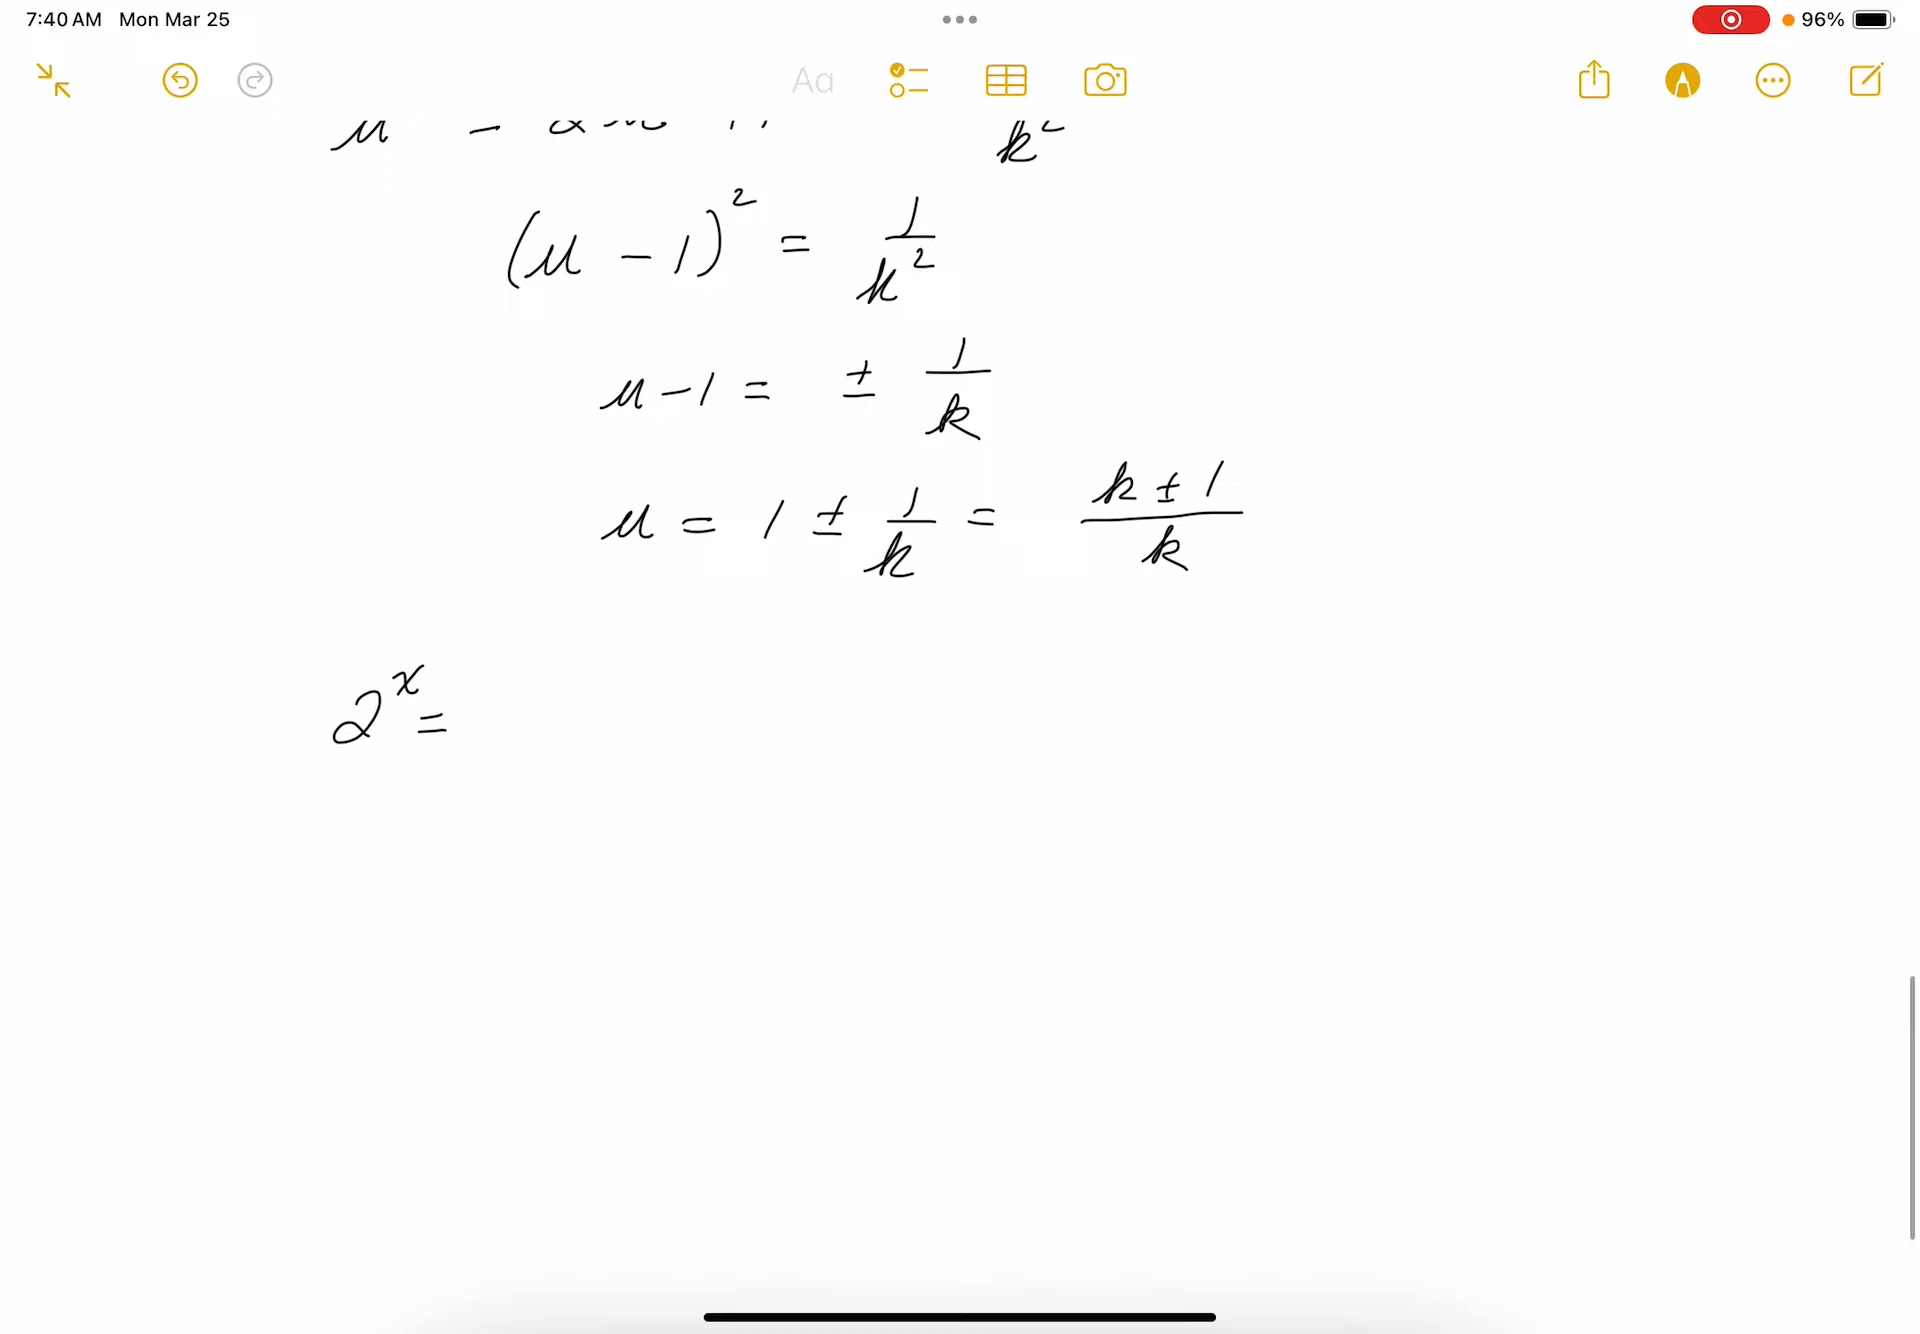 7:40 AM Mon Mar 25
96%
Aa
(u - 1)² = 1/k²
u - 1 = ± 1/k
u = 1 ± 1/k = (k ± 1)/k
2ˣ =